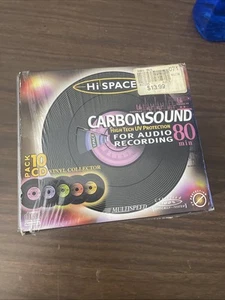 Hi SPACE
$13.99
CARBONSOUND
HIGH TECH UV PROTECTION
FOR AUDIO
RECORDING
80
min
PACK 10 CD
VINYL COLLECTOR
MULTISPEED